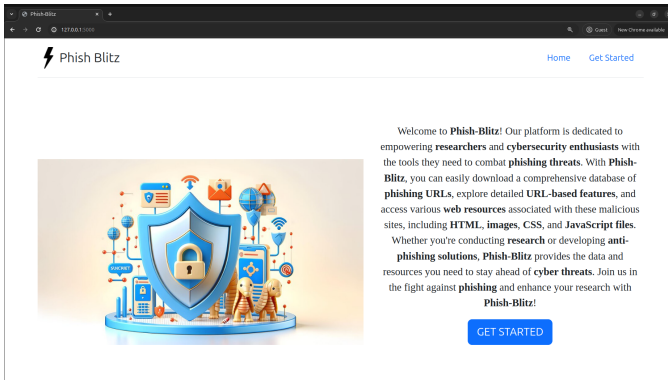 Phish-Blitz
127.0.0.1:5000
Guest
New Chrome available
Phish Blitz
Home
Get Started
Welcome to Phish-Blitz! Our platform is dedicated to
empowering researchers and cybersecurity enthusiasts with
the tools they need to combat phishing threats. With Phish-
Blitz, you can easily download a comprehensive database of
phishing URLs, explore detailed URL-based features, and
access various web resources associated with these malicious
sites, including HTML, images, CSS, and JavaScript files.
Whether you're conducting research or developing anti-
phishing solutions, Phish-Blitz provides the data and
resources you need to stay ahead of cyber threats. Join us in
the fight against phishing and enhance your research with
Phish-Blitz!
GET STARTED